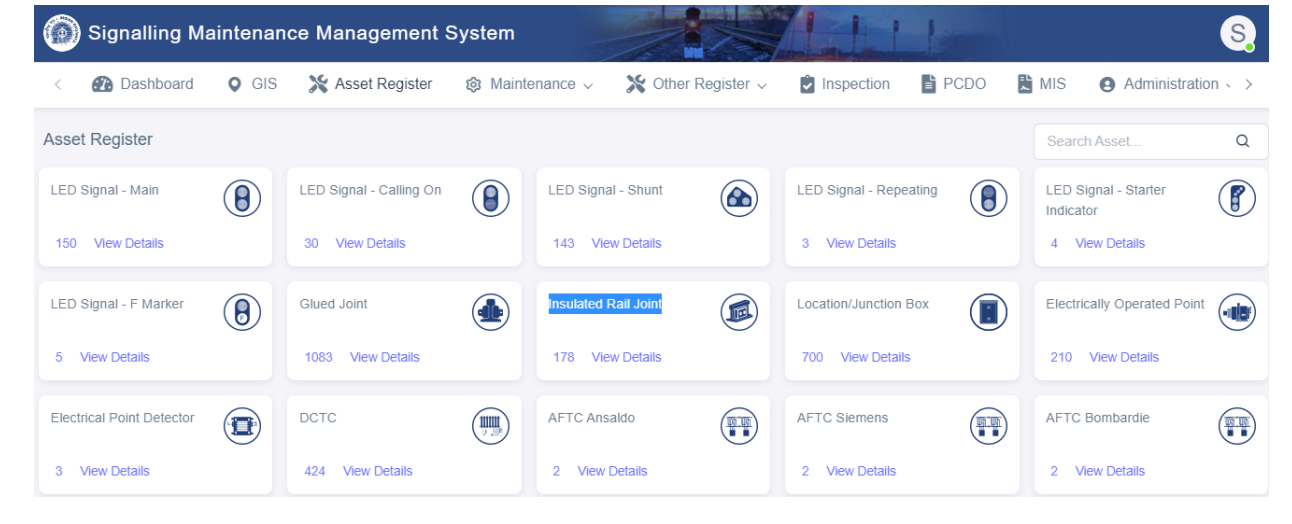 Signalling Maintenance Management System
S
Dashboard GIS Asset Register Maintenance Other Register Inspection PCDO MIS Administration
Asset Register
Search Asset...
LED Signal - Main
150 View Details
LED Signal - Calling On
30 View Details
LED Signal - Shunt
143 View Details
LED Signal - Repeating
3 View Details
LED Signal - Starter
Indicator
4 View Details
LED Signal - F Marker
F
5 View Details
Glued Joint
1083 View Details
Insulated Rail Joint
178 View Details
Location/Junction Box
700 View Details
Electrically Operated Point
210 View Details
Electrical Point Detector
3 View Details
DCTC
424 View Details
AFTC Ansaldo
2 View Details
AFTC Siemens
2 View Details
AFTC Bombardie
2 View Details